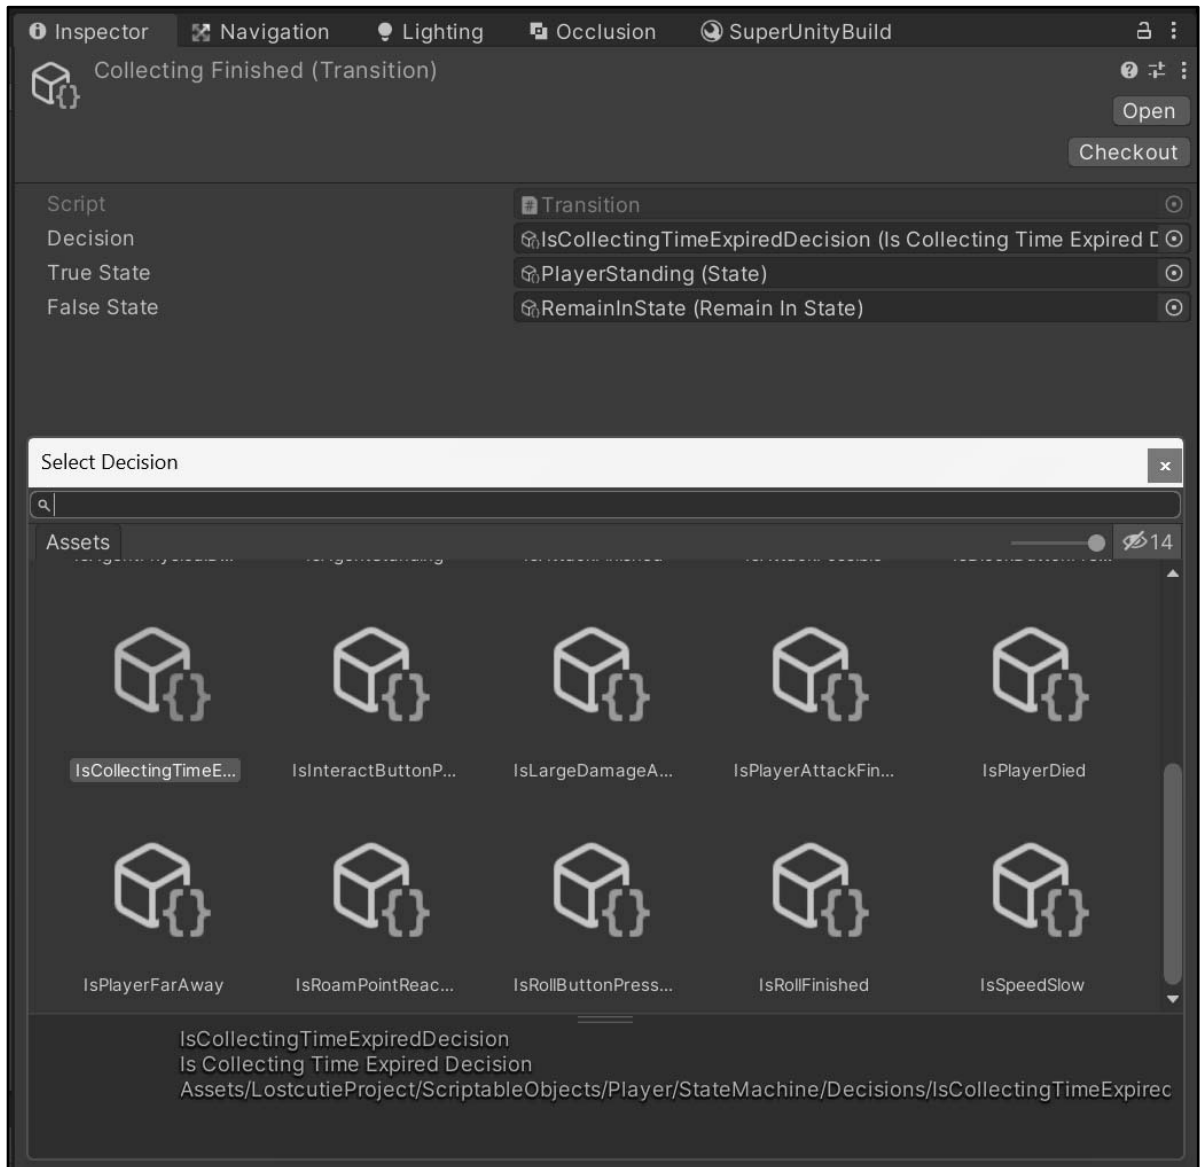 Inspector Navigation Lighting Occlusion SuperUnityBuild
Collecting Finished (Transition)
Open
Checkout
Script Transition
Decision IsCollectingTimeExpiredDecision (Is Collecting Time Expired D
True State PlayerStanding (State)
False State RemainInState (Remain In State)
Select Decision
Assets 14
IsCollectingTimeE... IsInteractButtonP... IsLargeDamageA... IsPlayerAttackFin... IsPlayerDied
IsPlayerFarAway IsRoamPointReac... IsRollButtonPress... IsRollFinished IsSpeedSlow
IsCollectingTimeExpiredDecision
Is Collecting Time Expired Decision
Assets/LostcutieProject/ScriptableObjects/Player/StateMachine/Decisions/IsCollectingTimeExpired